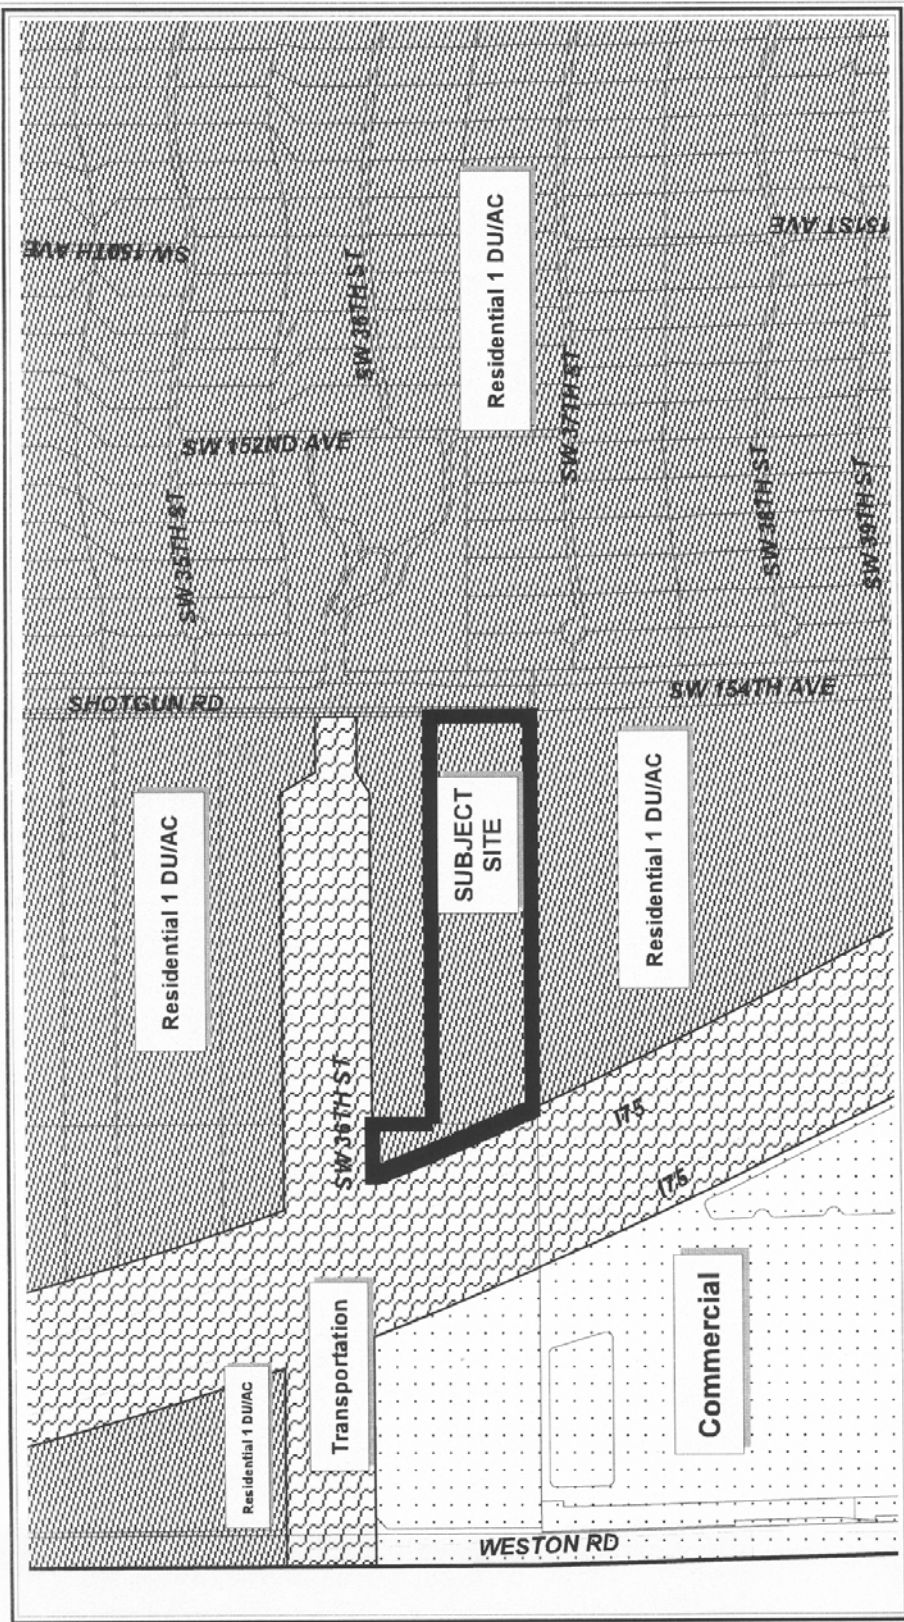 SW 150TH AVE
151ST AVE
SW 36TH ST
Residential 1 DU/AC
SW 37TH ST
SW 152ND AVE
SW 35TH ST
SW 38TH ST
SW 39TH ST
SHOTGUN RD
SW 154TH AVE
Residential 1 DU/AC
SUBJECT
SITE
Residential 1 DU/AC
SW 36TH ST
I75
I75
Residential 1 DU/AC
Transportation
Commercial
WESTON RD